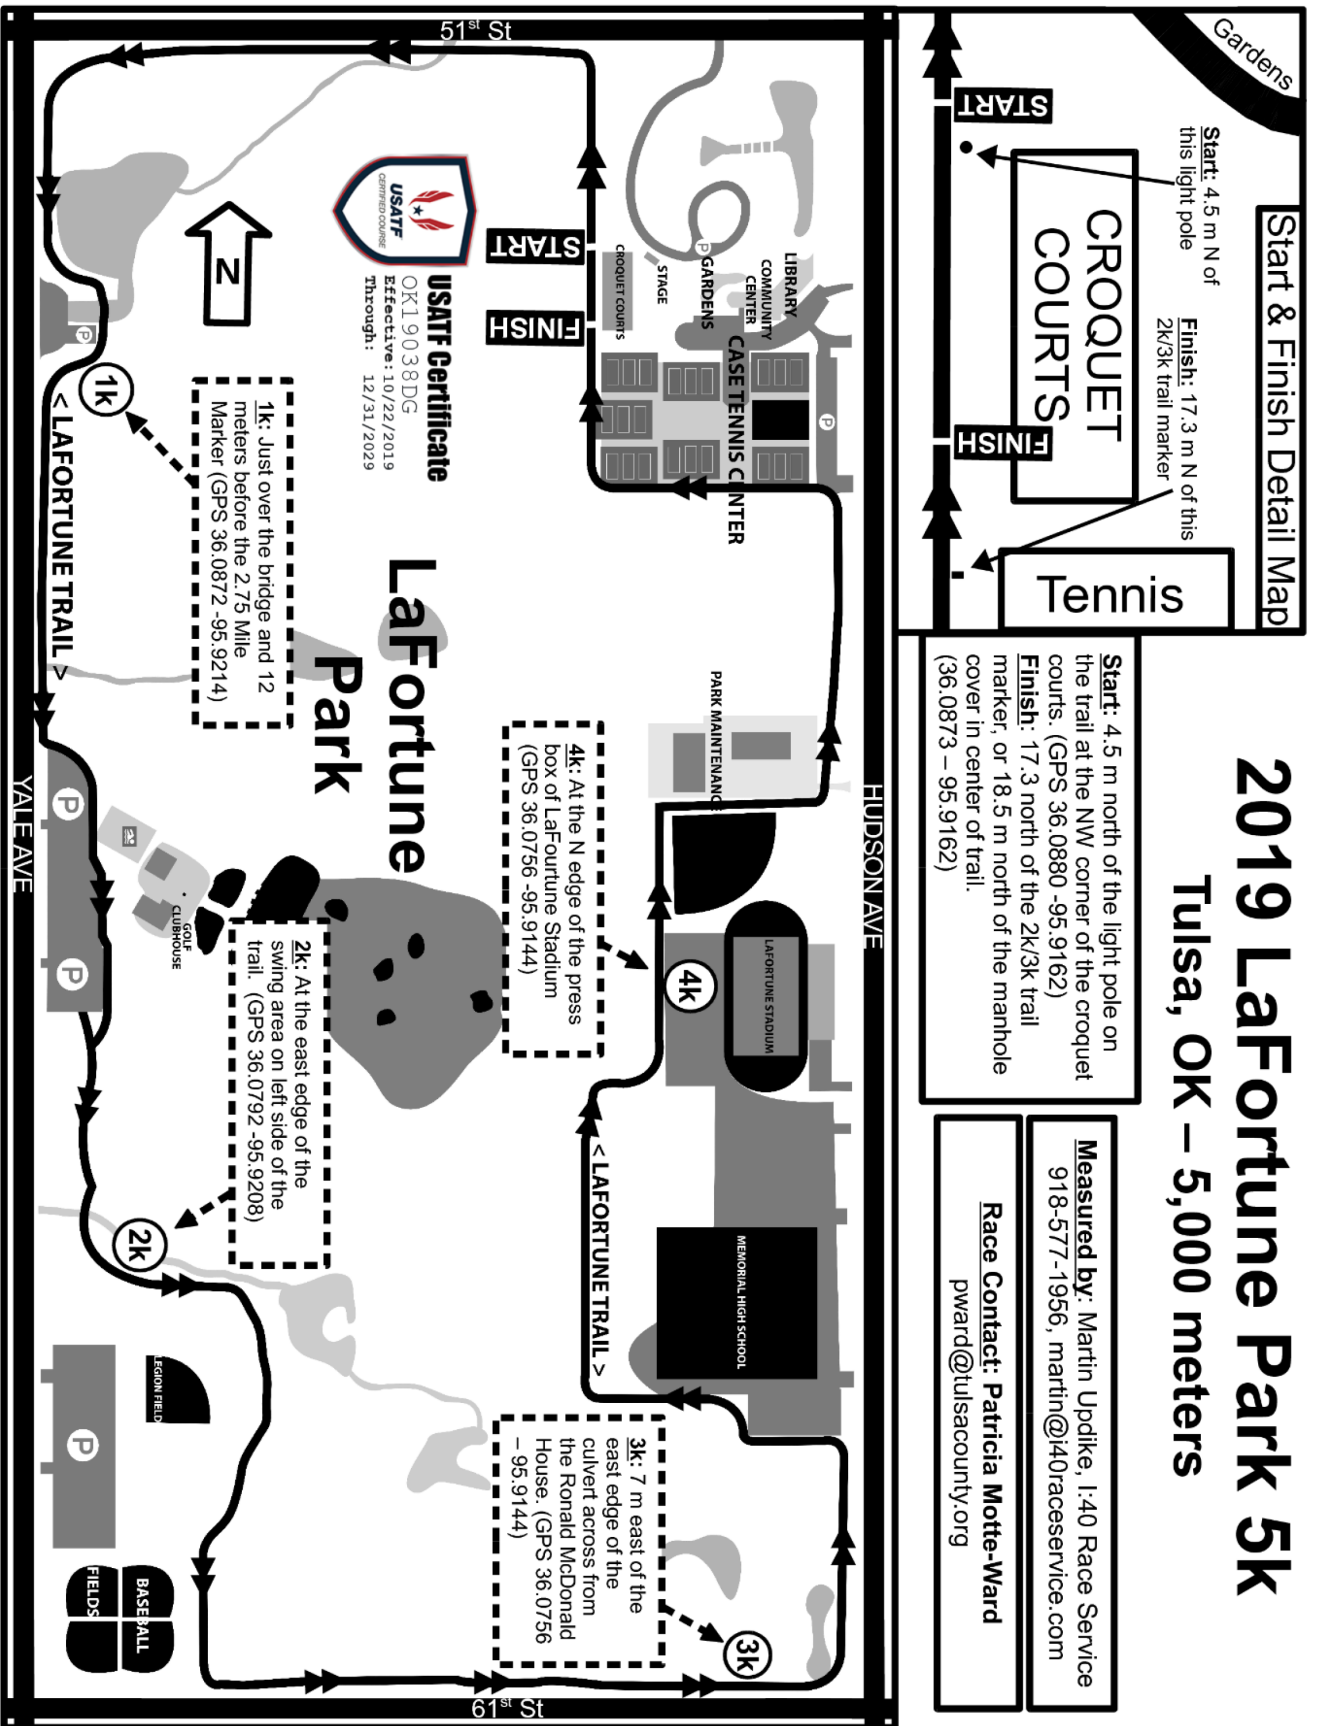 2019 LaFortune Park 5k
Tulsa, OK – 5,000 meters
Start & Finish Detail Map
Gardens
START
Start: 4.5 m N of
this light pole
CROQUET
COURTS
Finish: 17.3 m N of this
2k/3k trail marker
FINISH
Tennis
Start: 4.5 m north of the light pole on
the trail at the NW corner of the croquet
courts. (GPS 36.0880 -95.9162)
Finish: 17.3 north of the 2k/3k trail
marker, or 18.5 m north of the manhole
cover in center of trail.
(36.0873 – 95.9162)
Measured by: Martin Updike, I:40 Race Service
918-577-1956, martin@i40raceservice.com
Race Contact: Patricia Motte-Ward
pward@tulsacounty.org
51st St
HUDSON AVE
61st St
YALE AVE
LIBRARY
COMMUNITY
CENTER
P GARDENS
STAGE
CROQUET COURTS
CASE TENNIS CENTER
P
START
FINISH
USATF
CERTIFIED COURSE
USATF Certificate
OK19038DG
Effective: 10/22/2019
Through: 12/31/2029
N
LaFortune
Park
PARK MAINTENANCE
LAFORTUNE STADIUM
4k
4k: At the N edge of the press
box of LaFourtune Stadium
(GPS 36.0756 -95.9144)
< LAFORTUNE TRAIL >
MEMORIAL HIGH SCHOOL
3k: 7 m east of the
east edge of the
culvert across from
the Ronald McDonald
House. (GPS 36.0756
– 95.9144)
3k
1k: Just over the bridge and 12
meters before the 2.75 Mile
Marker (GPS 36.0872 -95.9214)
1k
P
< LAFORTUNE TRAIL >
P
P
GOLF
CLUBHOUSE
2k: At the east edge of the
swing area on left side of the
trail. (GPS 36.0792 -95.9208)
2k
LEGION FIELD
P
BASEBALL
FIELDS